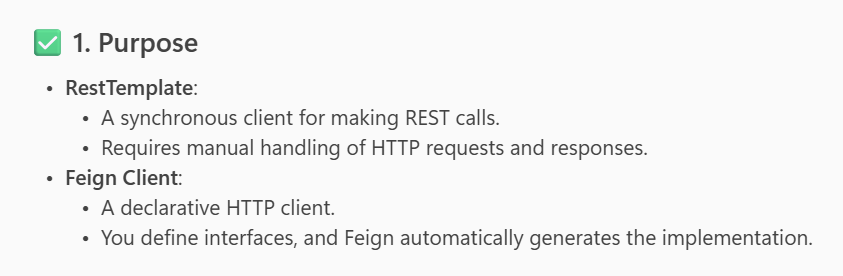 ✅ 1. Purpose
• RestTemplate:
• A synchronous client for making REST calls.
• Requires manual handling of HTTP requests and responses.
• Feign Client:
• A declarative HTTP client.
• You define interfaces, and Feign automatically generates the implementation.